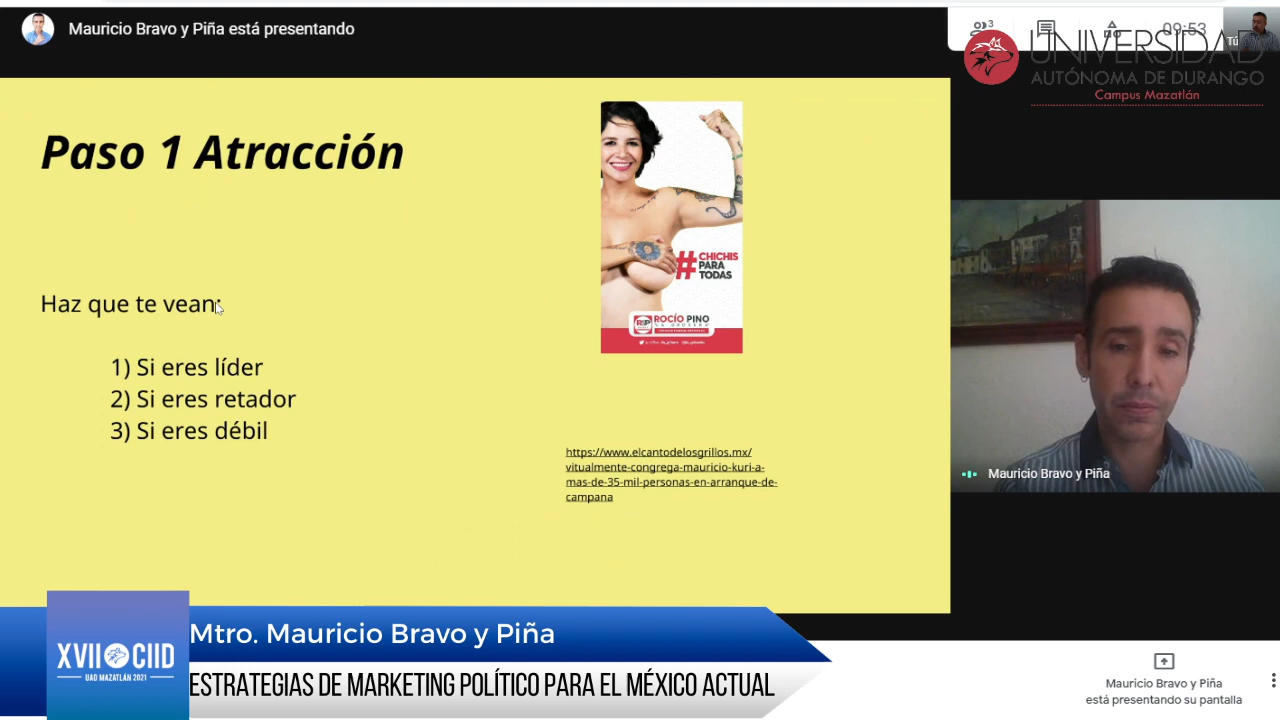 Mauricio Bravo y Piña está presentando
3
09:53
Tú
UNIVERSIDAD
AUTÓNOMA DE DURANGO
Campus Mazatlán
Paso 1 Atracción
Haz que te vean:
1) Si eres líder
2) Si eres retador
3) Si eres débil
#CHICHIS
PARA
TODAS
ROCÍO PINO
LA GROSERA
https://www.elcantodelosgrillos.mx/
vitualmente-congrega-mauricio-kuri-a-
mas-de-35-mil-personas-en-arranque-de-
campana
Mauricio Bravo y Piña
XVII CIID
UAD MAZATLÁN 2021
Mtro. Mauricio Bravo y Piña
ESTRATEGIAS DE MARKETING POLÍTICO PARA EL MÉXICO ACTUAL
Mauricio Bravo y Piña
está presentando su pantalla